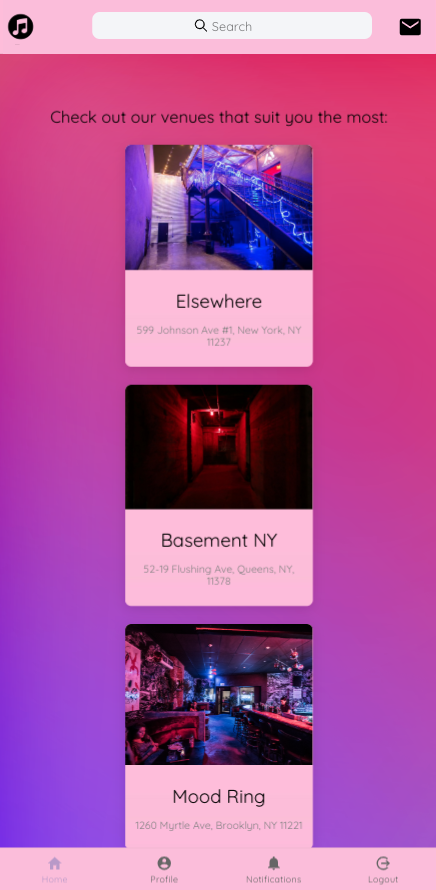 Search
Check out our venues that suit you the most:
Elsewhere
599 Johnson Ave #1, New York, NY
11237
Basement NY
52-19 Flushing Ave, Queens, NY,
11378
Mood Ring
1260 Myrtle Ave, Brooklyn, NY 11221
Home
Profile
Notifications
Logout